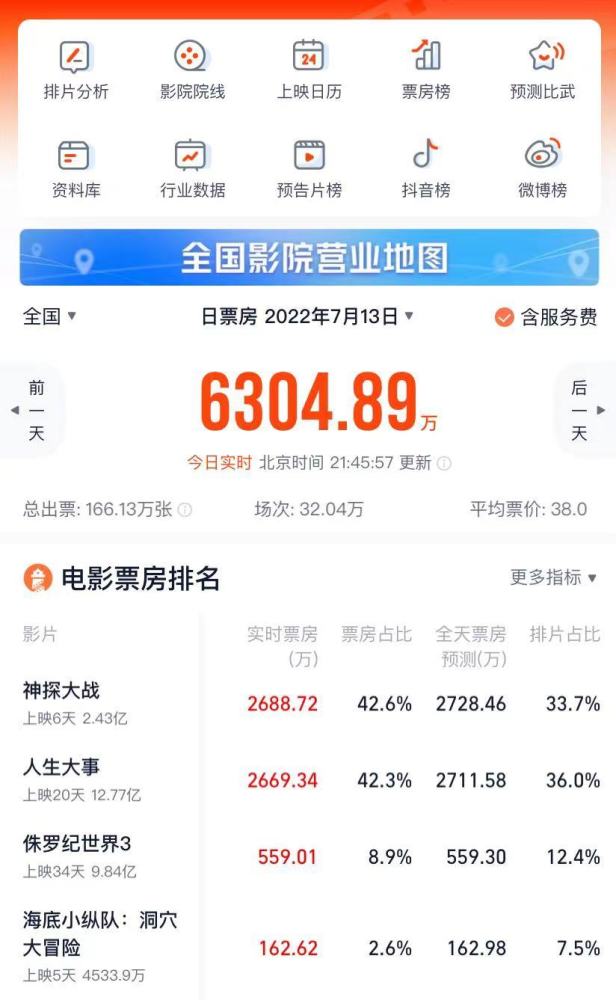 排片分析 影院院线 上映日历 票房榜 预测比武
24
资料库 行业数据 预告片榜 抖音榜 微博榜
全国影院营业地图
全国 日票房 2022年7月13日 含服务费
前一天 后一天
6304.89万
今日实时 北京时间 21:45:57 更新
总出票: 166.13万张 场次: 32.04万 平均票价: 38.0
电影票房排名 更多指标
影片 实时票房 票房占比 全天票房 排片占比
(万) 预测(万)
神探大战 2688.72 42.6% 2728.46 33.7%
上映6天 2.43亿
人生大事 2669.34 42.3% 2711.58 36.0%
上映20天 12.77亿
侏罗纪世界3 559.01 8.9% 559.30 12.4%
上映34天 9.84亿
海底小纵队：洞穴
大冒险 162.62 2.6% 162.98 7.5%
上映5天 4533.9万